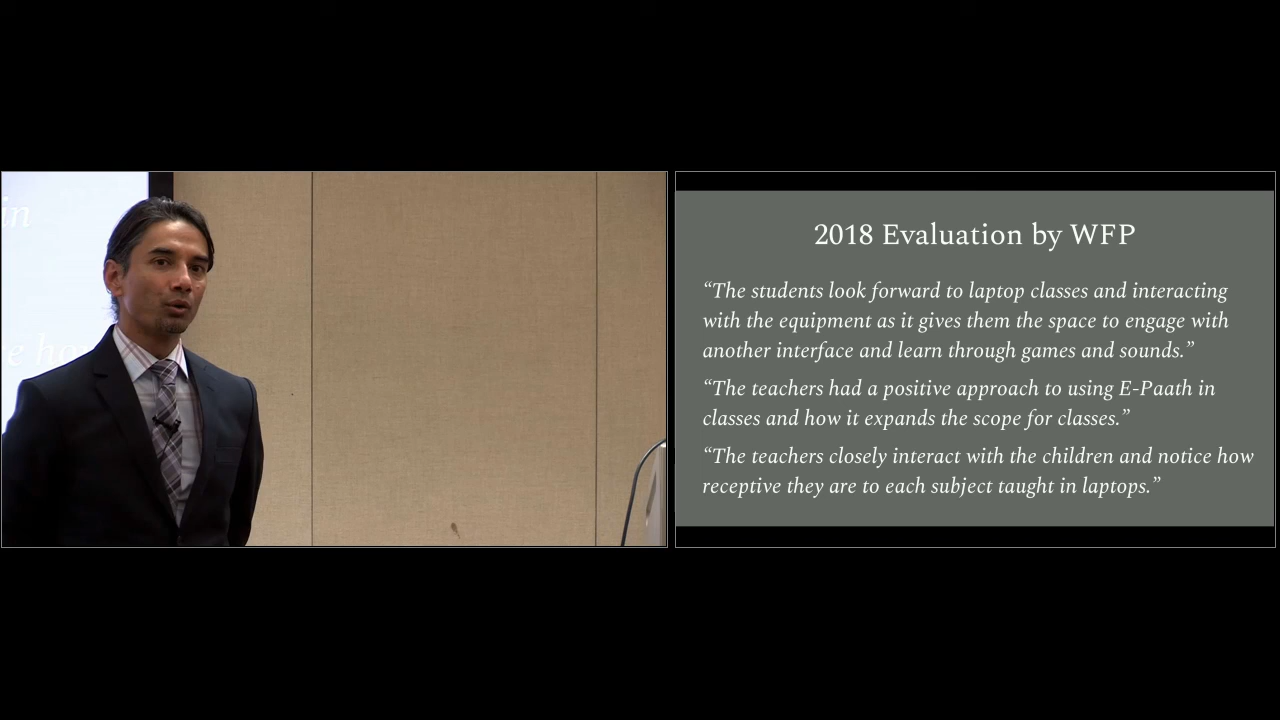 in
e ho
2018 Evaluation by WFP
“The students look forward to laptop classes and interacting
with the equipment as it gives them the space to engage with
another interface and learn through games and sounds.”
“The teachers had a positive approach to using E-Paath in
classes and how it expands the scope for classes.”
“The teachers closely interact with the children and notice how
receptive they are to each subject taught in laptops.”